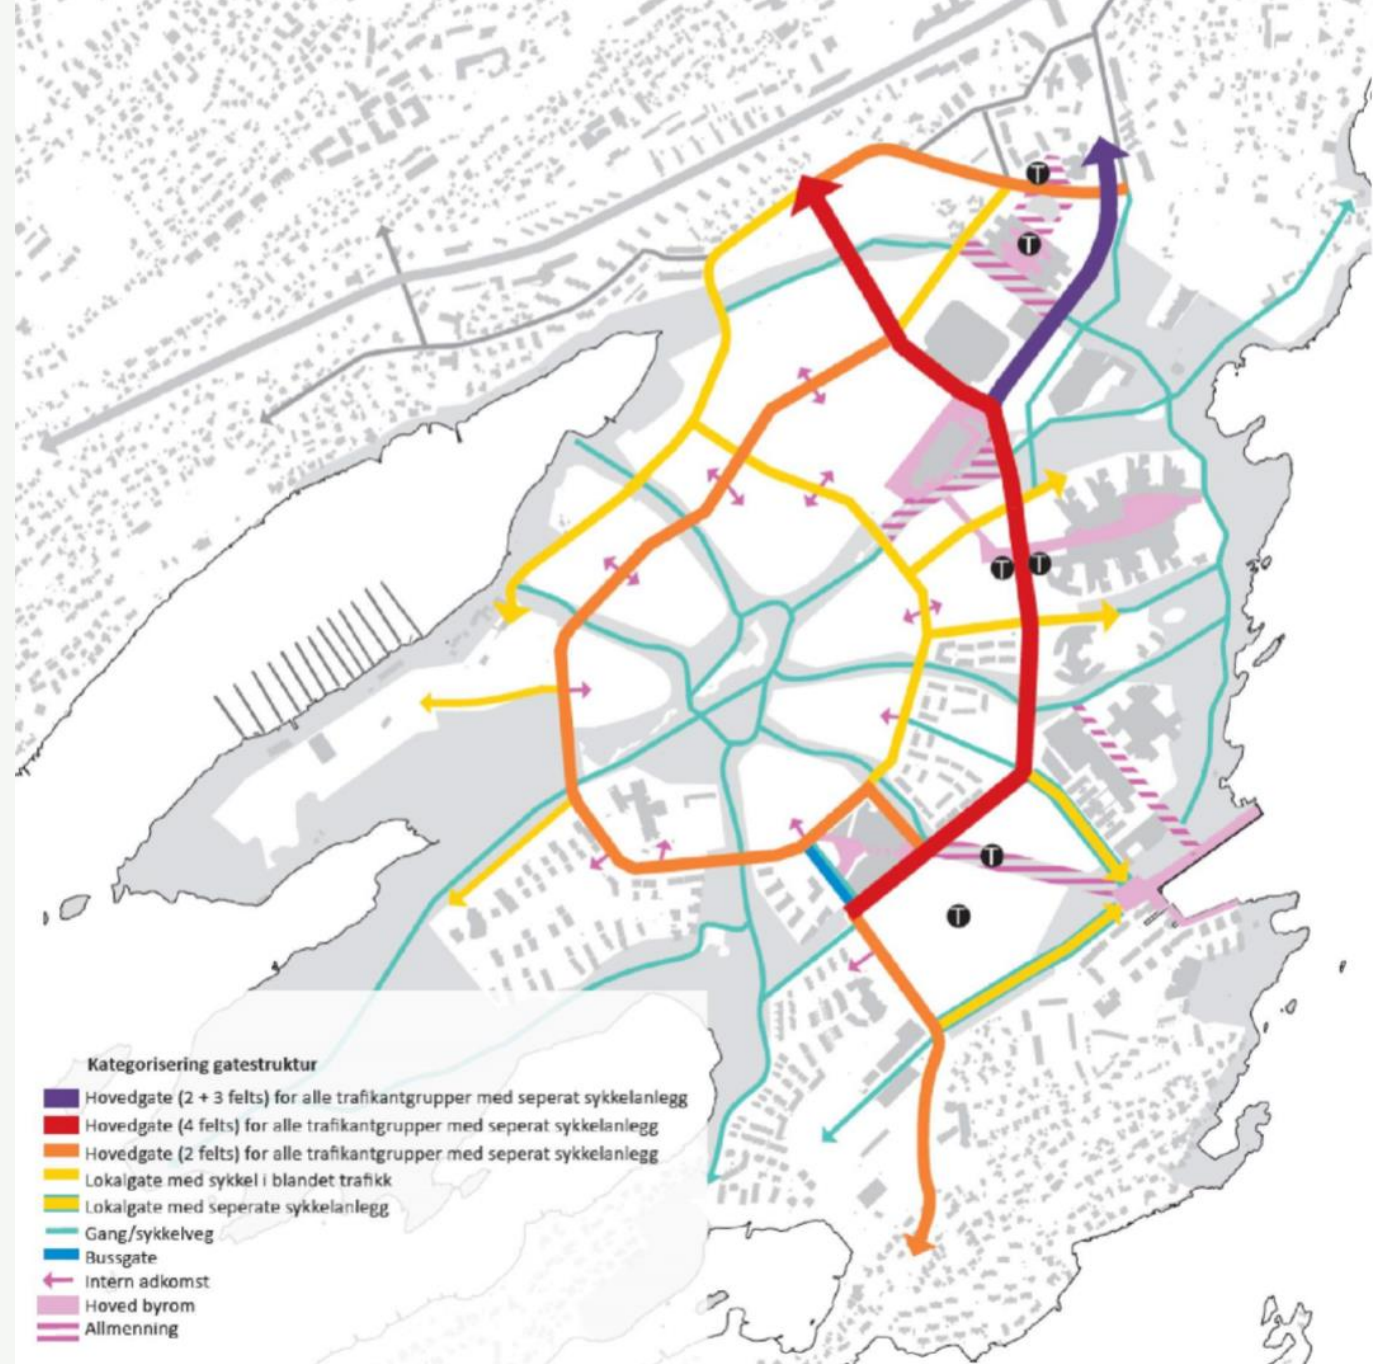 T
T
T
T
T
T
Kategorisering gatestruktur
Hovedgate (2 + 3 felts) for alle trafikantgrupper med seperat sykkelanlegg
Hovedgate (4 felts) for alle trafikantgrupper med seperat sykkelanlegg
Hovedgate (2 felts) for alle trafikantgrupper med seperat sykkelanlegg
Lokalgate med sykkel i blandet trafikk
Lokalgate med seperate sykkelanlegg
Gang/sykkelveg
Bussgate
Intern adkomst
Hoved byrom
Allmenning